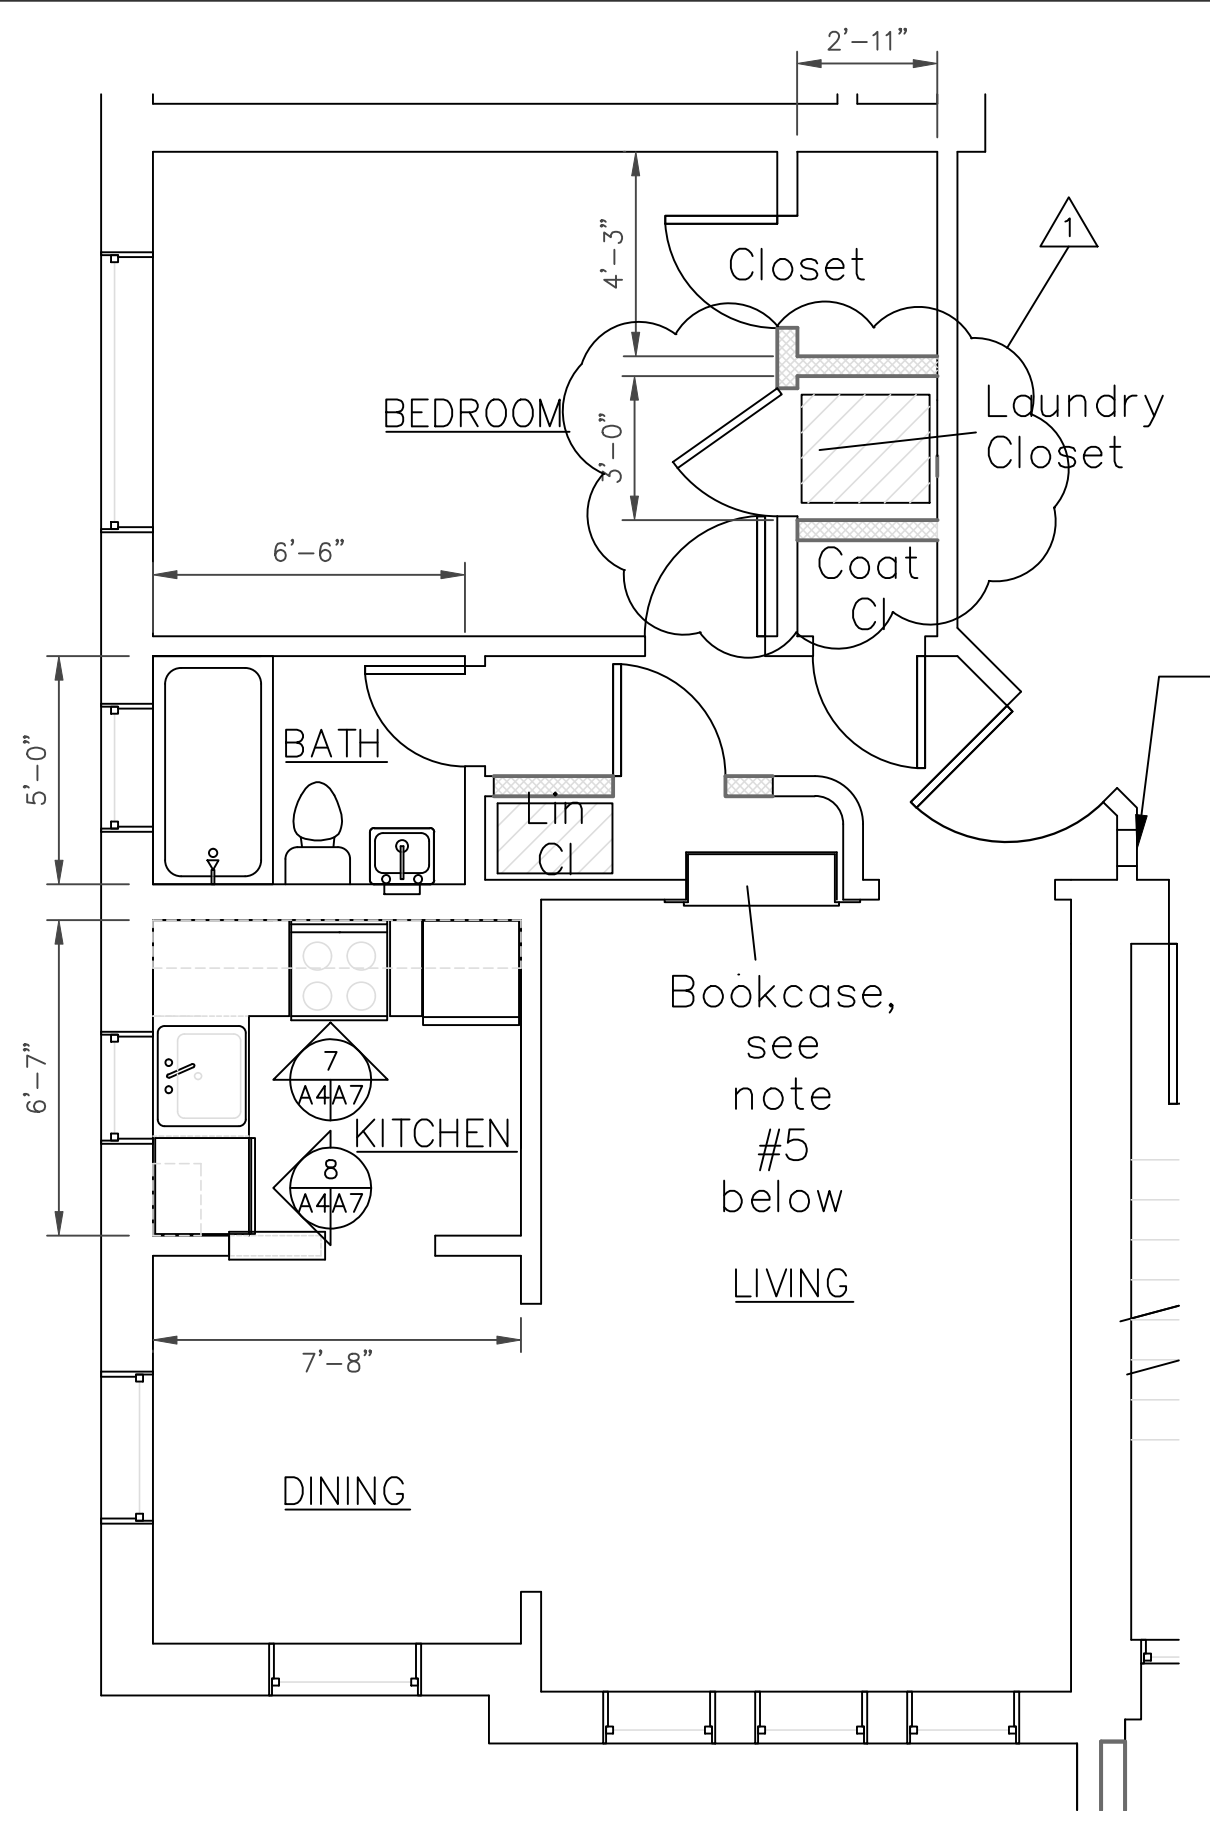 2'-11"
1
4'-3"
Closet
BEDROOM
3'-0"
Laundry
Closet
6'-6"
Coat
Cl
BATH
5'-0"
Lin
Cl
Bookcase,
see
note
#5
below
6'-7"
7
A4A7
KITCHEN
8
A4A7
LIVING
7'-8"
DINING